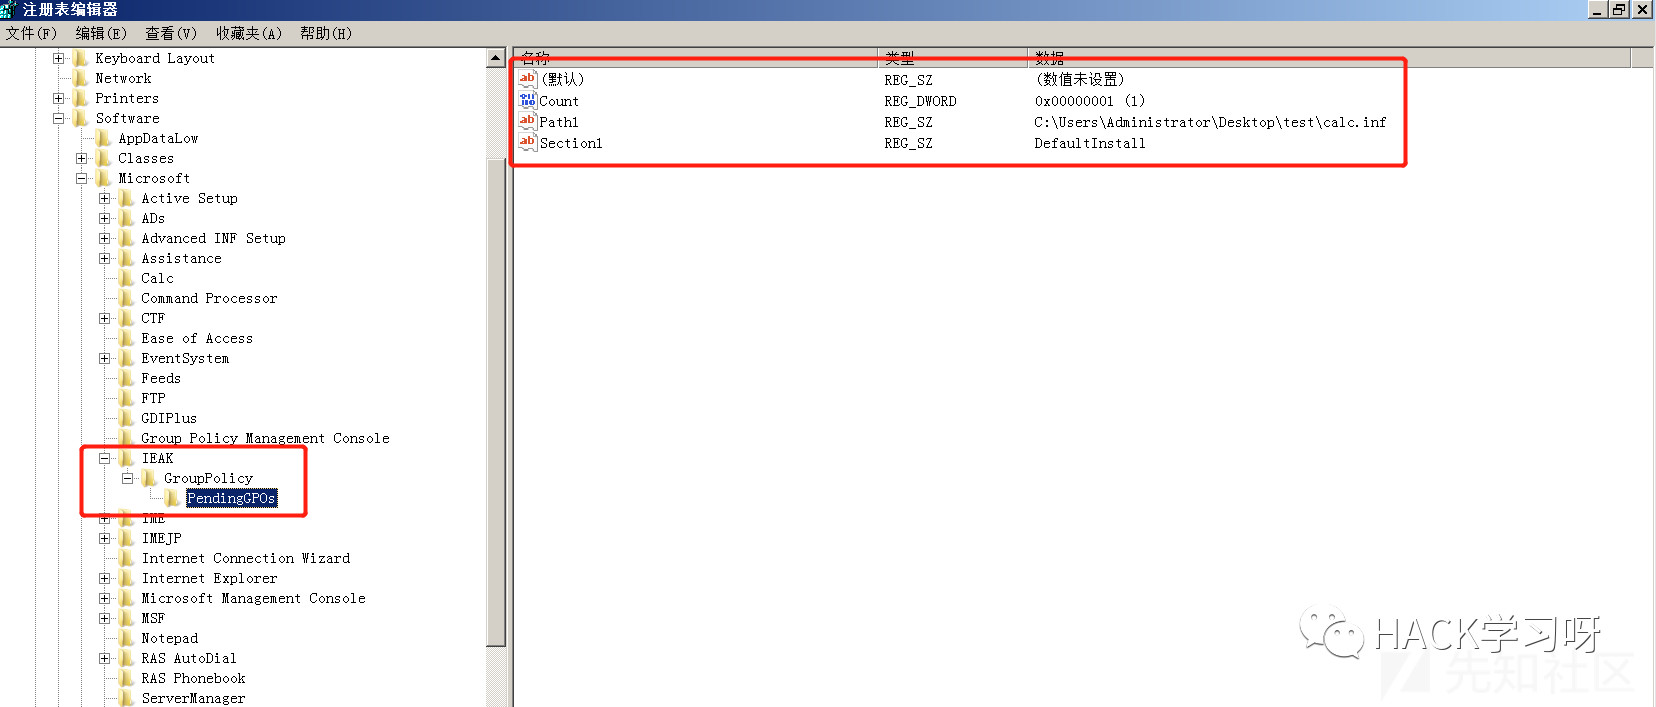 注册表编辑器
文件(F) 编辑(E) 查看(V) 收藏夹(A) 帮助(H)
Keyboard Layout
Network
Printers
Software
AppDataLow
Classes
Microsoft
Active Setup
ADs
Advanced INF Setup
Assistance
Calc
Command Processor
CTF
Ease of Access
EventSystem
Feeds
FTP
GDIPlus
Group Policy Management Console
IEAK
GroupPolicy
PendingGPOs
IME
IMEJP
Internet Connection Wizard
Internet Explorer
Microsoft Management Console
MSF
Notepad
RAS AutoDial
RAS Phonebook
ServerManager
名称 类型 数据
(默认) REG_SZ (数值未设置)
Count REG_DWORD 0x00000001 (1)
Path1 REG_SZ C:\Users\Administrator\Desktop\test\calc.inf
Section1 REG_SZ DefaultInstall
HACK学习呀
先知社区